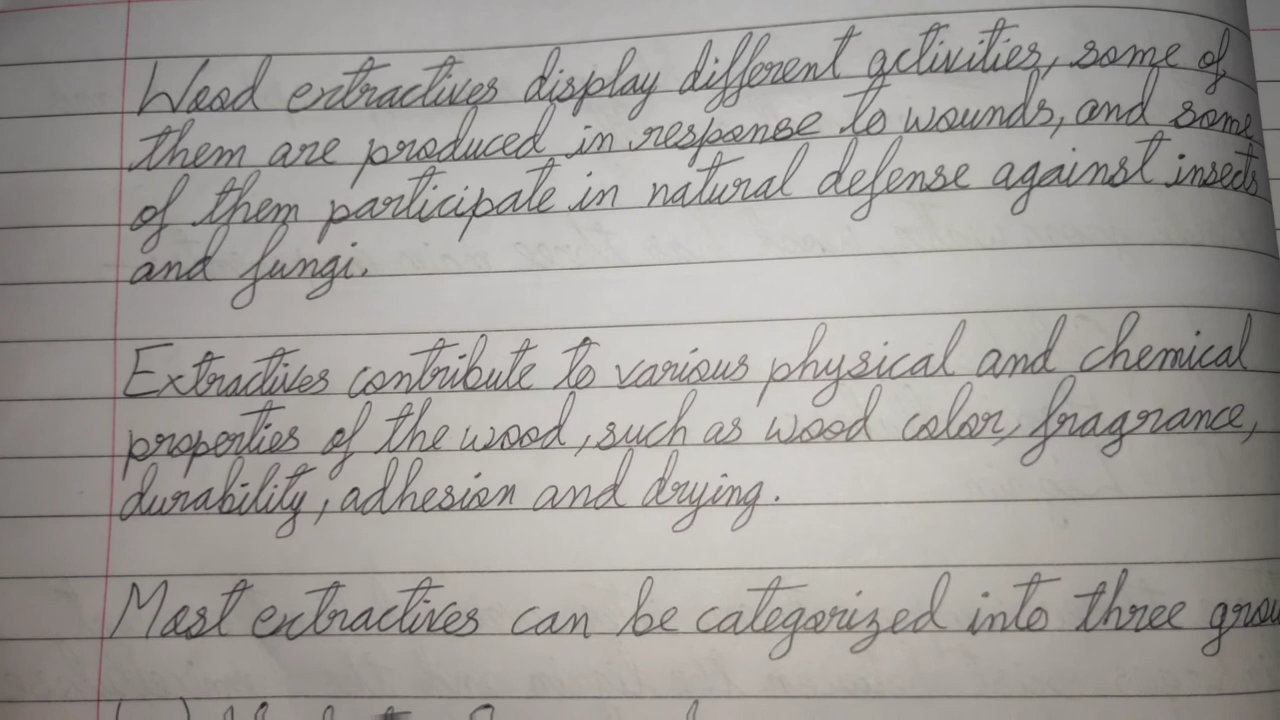 Wood extractives display different activities, some of
them are produced in response to wounds, and some
of them participate in natural defense against insects
and fungi.
Extractives contribute to various physical and chemical
properties of the wood, such as wood color, fragrance,
durability, adhesion and drying.
Most extractives can be categorized into three